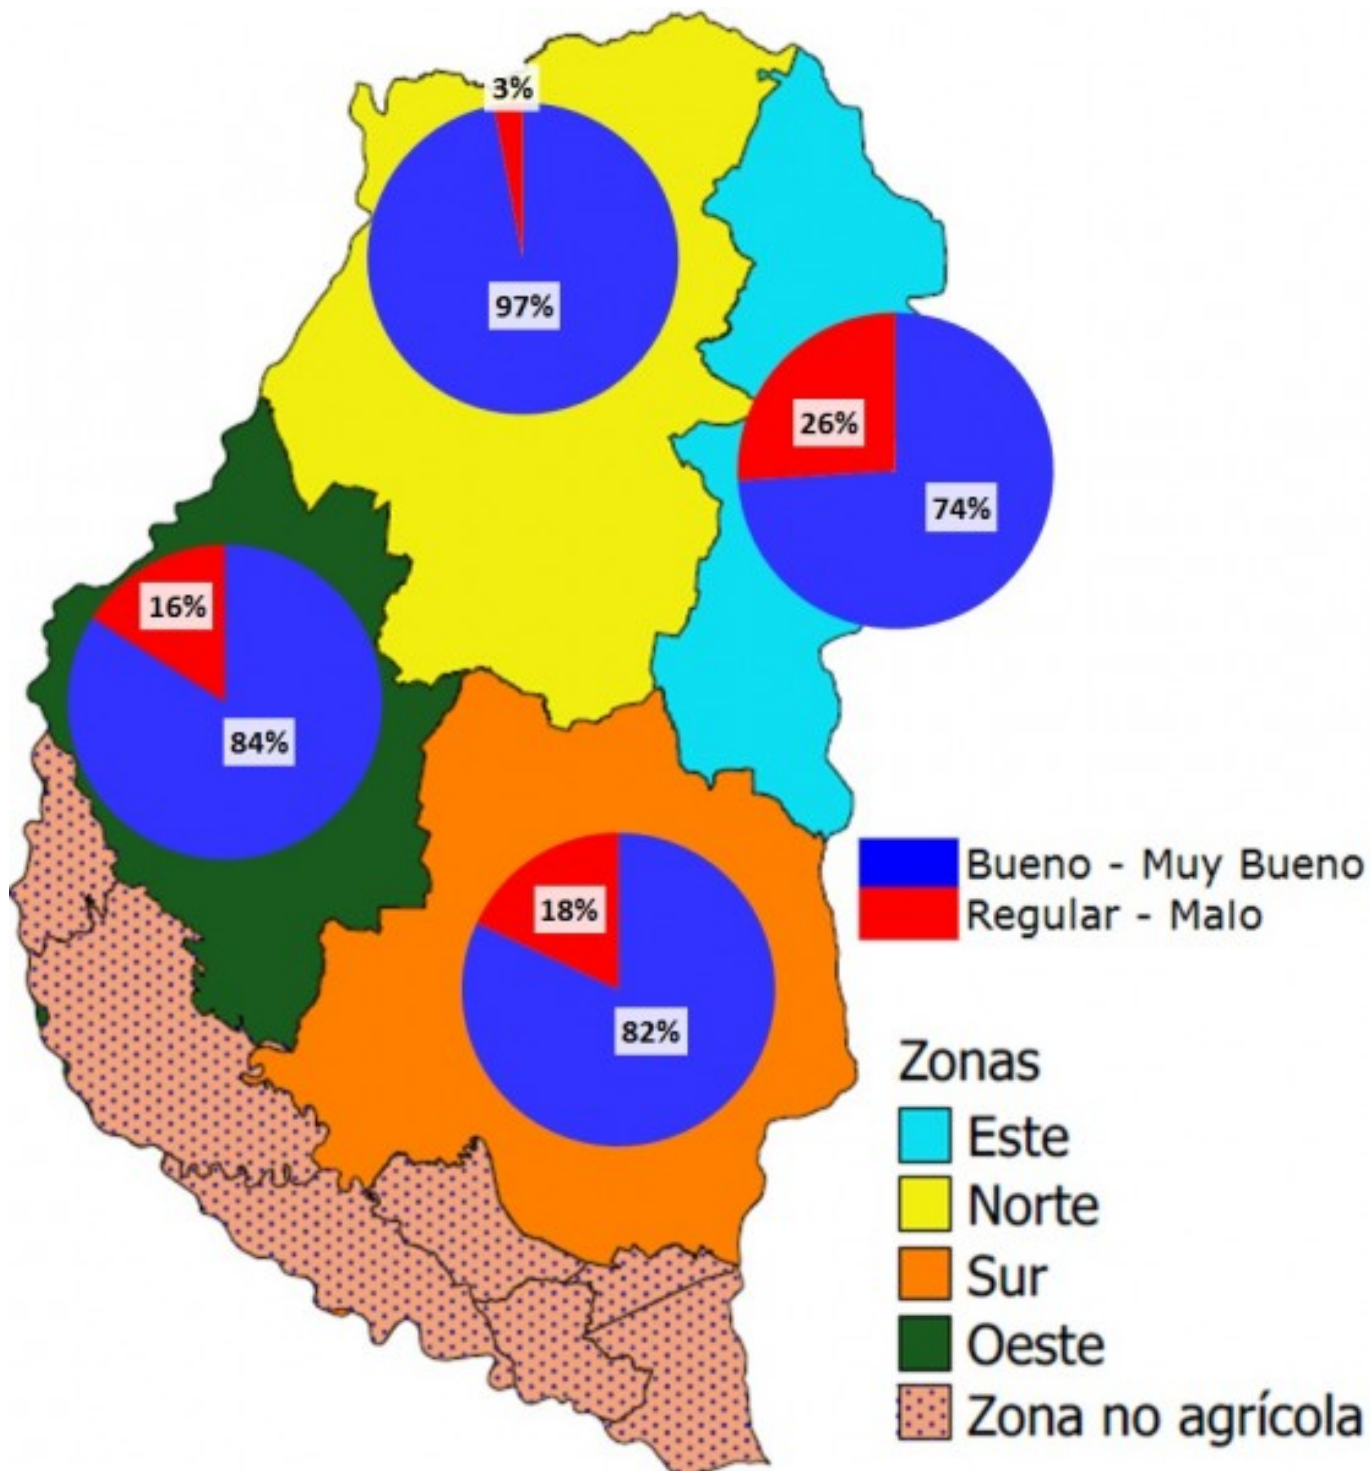 3%
97%
26%
74%
16%
84%
18%
82%
Bueno - Muy Bueno
Regular - Malo
Zonas
Este
Norte
Sur
Oeste
Zona no agrícola